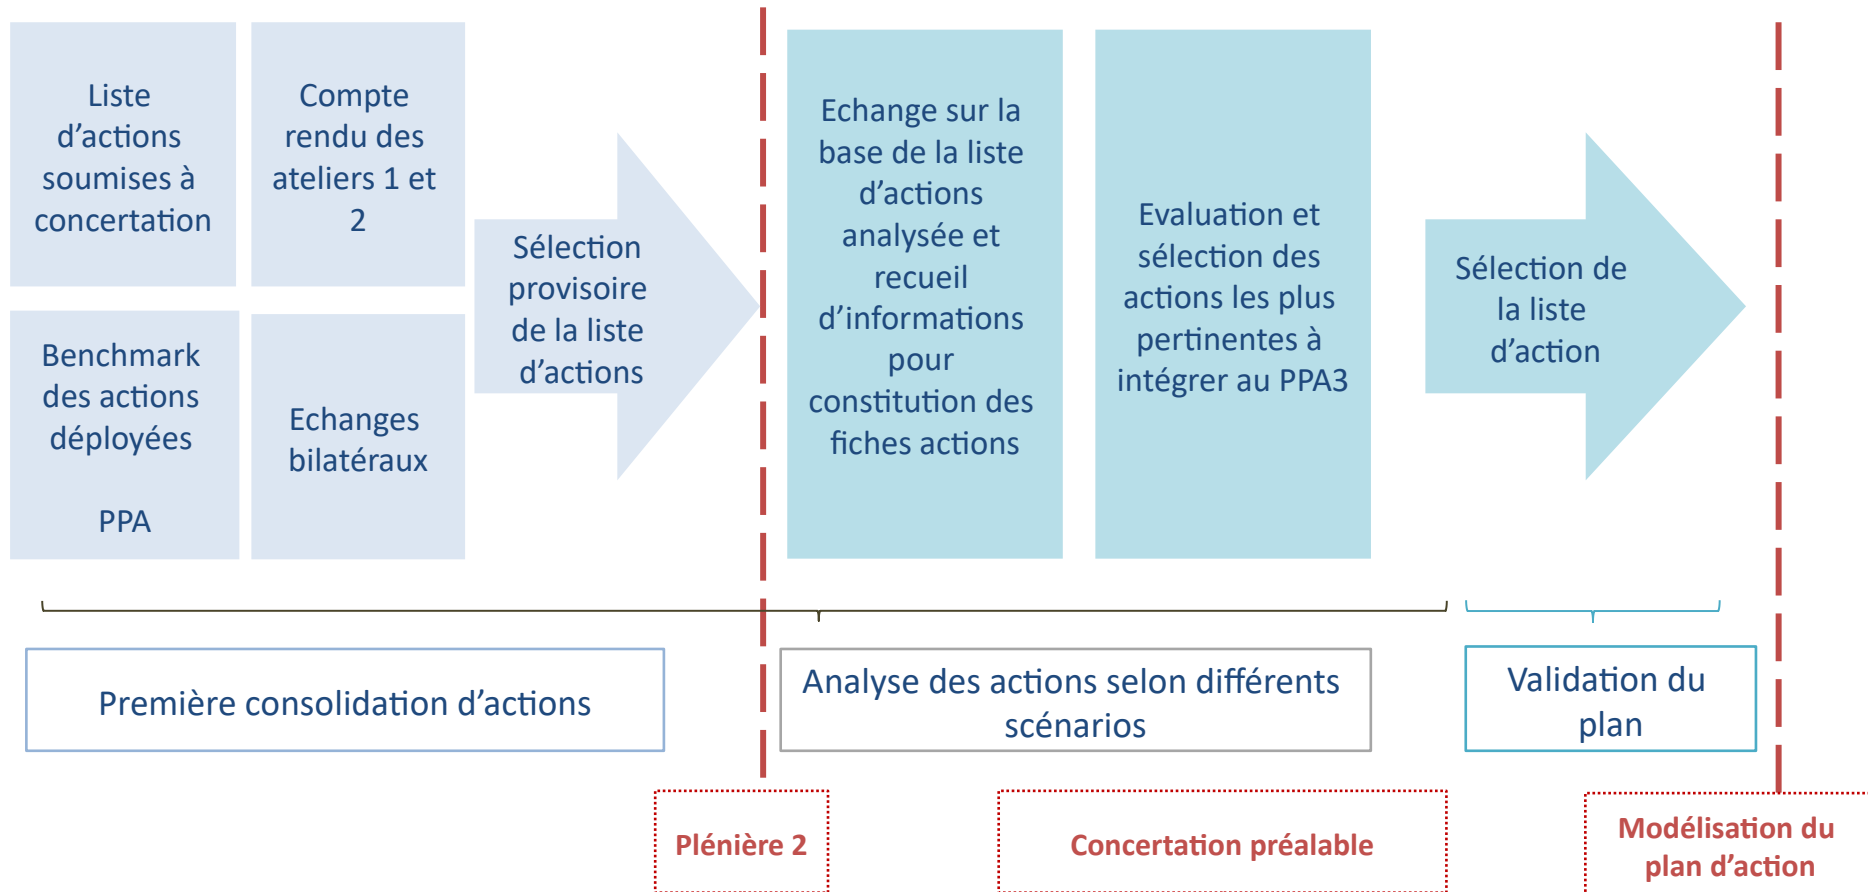 Liste
d’actions
soumises à
concertation
Compte
rendu des
ateliers 1 et
2
Benchmark
des actions
déployées
PPA
Echanges
bilatéraux
Sélection
provisoire
de la liste
d’actions
Echange sur la
base de la liste
d’actions
analysée et
recueil
d’informations
pour
constitution des
fiches actions
Evaluation et
sélection des
actions les plus
pertinentes à
intégrer au PPA3
Sélection de
la liste
d’action
Première consolidation d’actions
Analyse des actions selon différents
scénarios
Validation du
plan
Plénière 2
Concertation préalable
Modélisation du
plan d’action